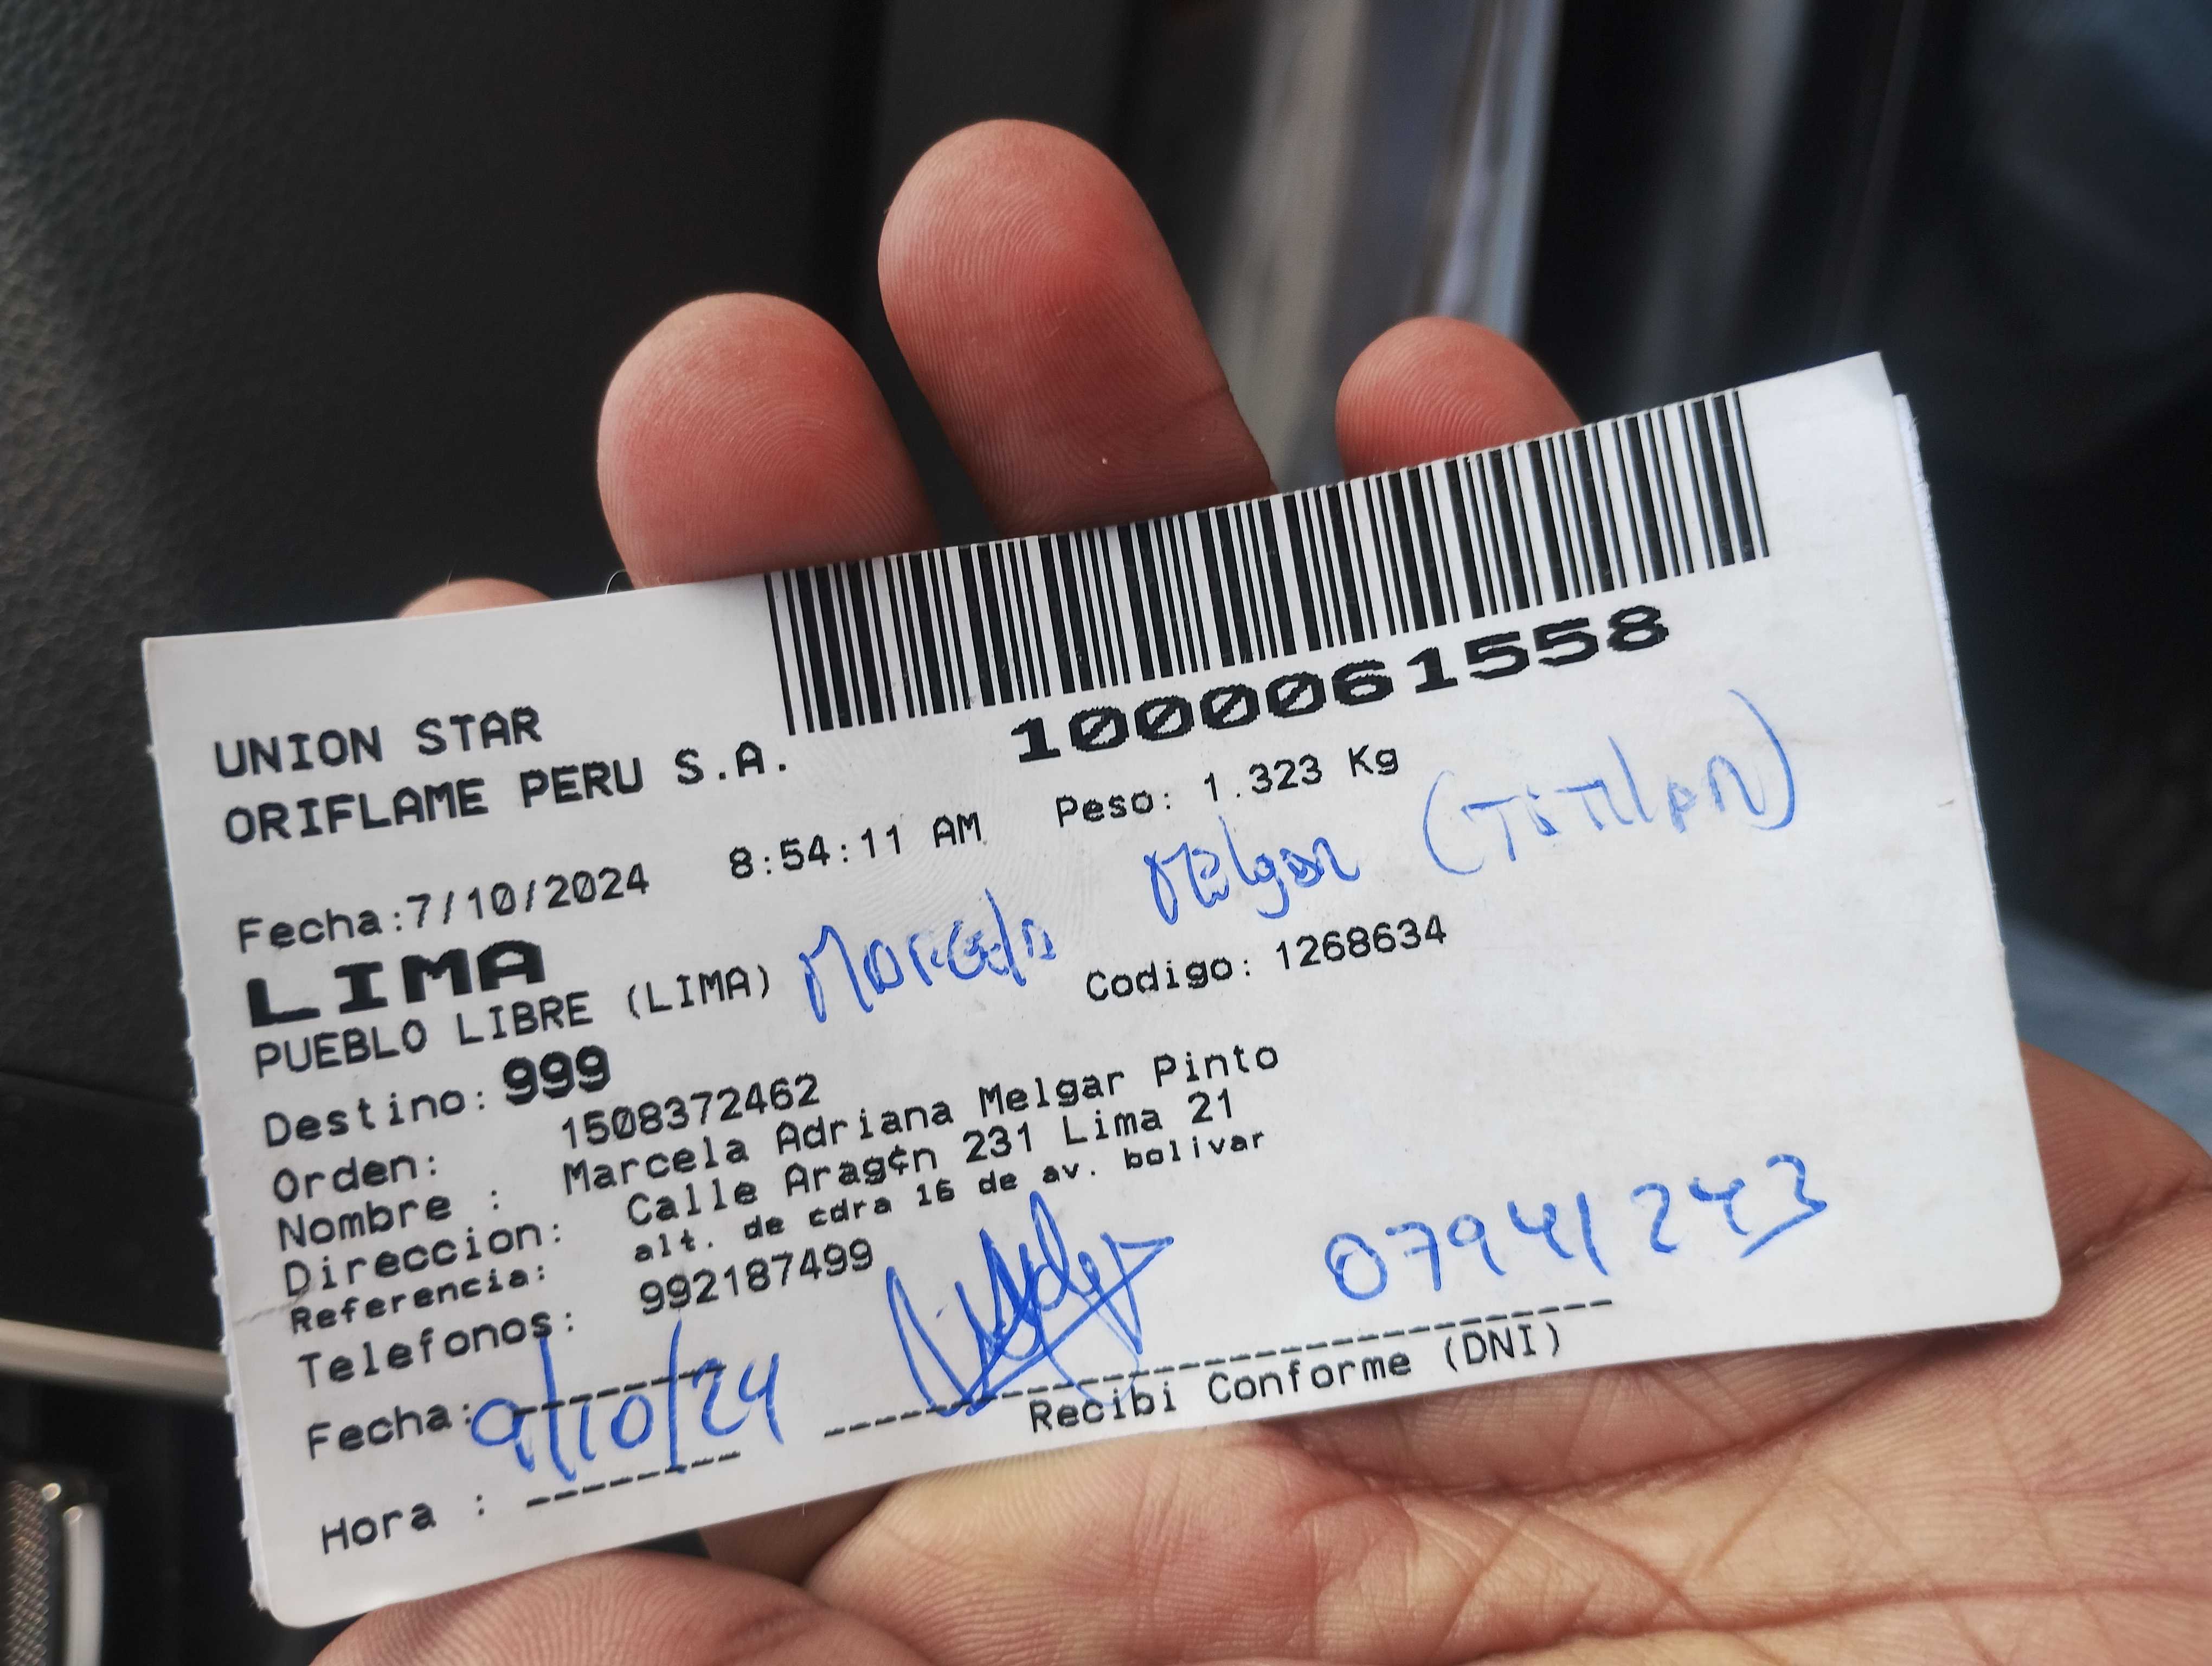 1000061558
UNION STAR
ORIFLAME PERU S.A.
Fecha:7/10/2024 8:54:11 AM Peso: 1.323 Kg
LIMA
PUEBLO LIBRE (LIMA) Marcela Melgar (TITULAR)
Destino: 999 Codigo: 1268634
Orden: 1508372462
Nombre : Marcela Adriana Melgar Pinto
Direccion: Calle Arag¢n 231 Lima 21
Referencia: alt. de cdra 16 de av. bolivar
Telefonos: 992187499
Fecha: 9/10/24 07941243
Recibi Conforme (DNI)
Hora :